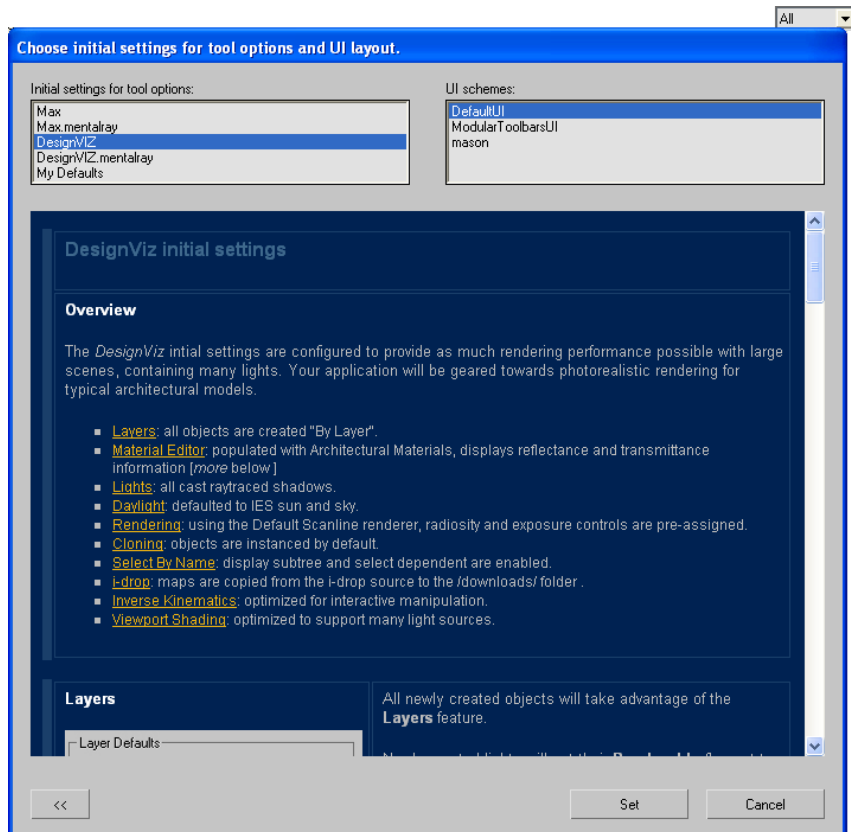 All
Choose initial settings for tool options and UI layout.
Initial settings for tool options:
Max
Max.mentalray
DesignVIZ
DesignVIZ.mentalray
My Defaults
UI schemes:
DefaultUI
ModularToolbarsUI
mason
DesignViz initial settings
Overview
The DesignViz intial settings are configured to provide as much rendering performance possible with large
scenes, containing many lights. Your application will be geared towards photorealistic rendering for
typical architectural models.
Layers: all objects are created "By Layer".
Material Editor: populated with Architectural Materials, displays reflectance and transmittance
information [more below ]
Lights: all cast raytraced shadows.
Daylight: defaulted to IES sun and sky.
Rendering: using the Default Scanline renderer, radiosity and exposure controls are pre-assigned.
Cloning: objects are instanced by default.
Select By Name: display subtree and select dependent are enabled.
i-drop: maps are copied from the i-drop source to the /downloads/ folder .
Inverse Kinematics: optimized for interactive manipulation.
Viewport Shading: optimized to support many light sources.
Layers
Layer Defaults
All newly created objects will take advantage of the
Layers feature.
<<
Set
Cancel